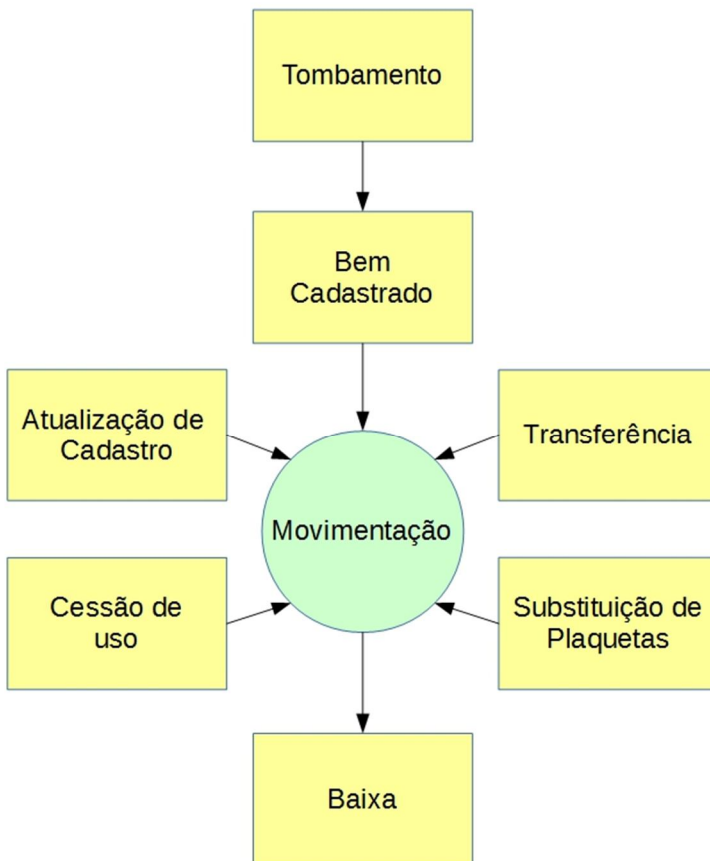 Tombamento
Bem
Cadastrado
Atualização de
Cadastro
Transferência
Movimentação
Cessão de
uso
Substituição de
Plaquetas
Baixa